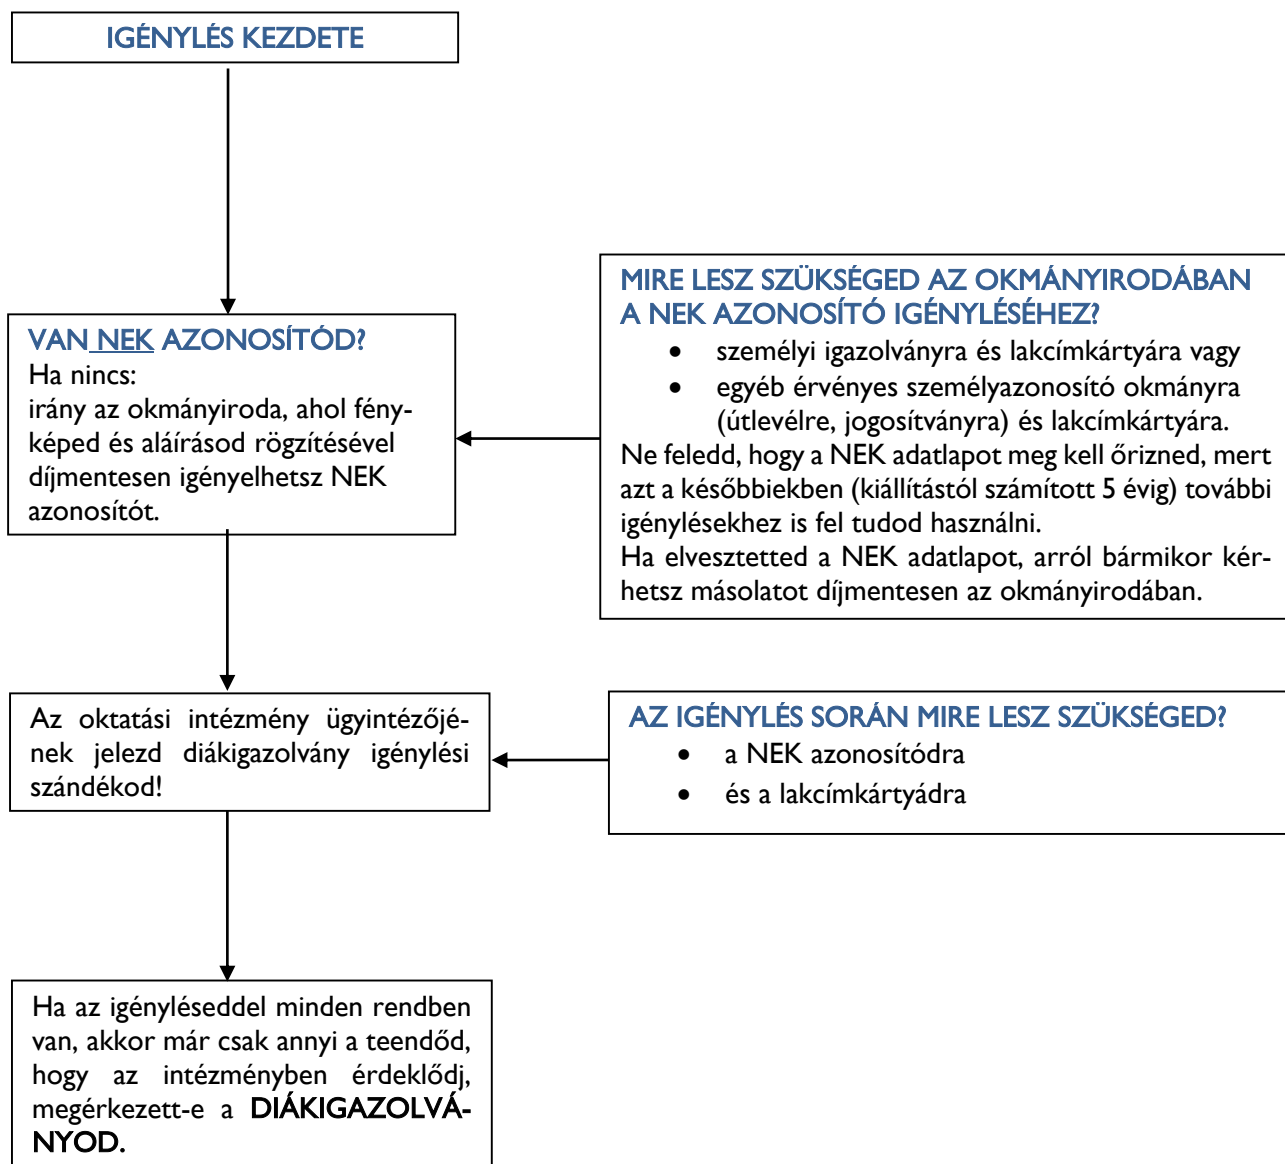 IGÉNYLÉS KEZDETE
VAN NEK AZONOSÍTÓD?
Ha nincs:
irány az okmányiroda, ahol fény-
képed és aláírásod rögzítésével
díjmentesen igényelhetsz NEK
azonosítót.
MIRE LESZ SZÜKSÉGED AZ OKMÁNYIRODÁBAN
A NEK AZONOSÍTÓ IGÉNYLÉSÉHEZ?
• személyi igazolványra és lakcímkártyára vagy
• egyéb érvényes személyazonosító okmányra
(útlevélre, jogosítványra) és lakcímkártyára.
Ne feledd, hogy a NEK adatlapot meg kell őrizned, mert
azt a későbbiekben (kiállítástól számított 5 évig) további
igénylésekhez is fel tudod használni.
Ha elvesztetted a NEK adatlapot, arról bármikor kér-
hetsz másolatot díjmentesen az okmányirodában.
Az oktatási intézmény ügyintézőjé-
nek jelezd diákigazolvány igénylési
szándékod!
AZ IGÉNYLÉS SORÁN MIRE LESZ SZÜKSÉGED?
• a NEK azonosítódra
• és a lakcímkártyádra
Ha az igényléseddel minden rendben
van, akkor már csak annyi a teendőd,
hogy az intézményben érdeklődj,
megérkezett-e a DIÁKIGAZOLVÁ-
NYOD.